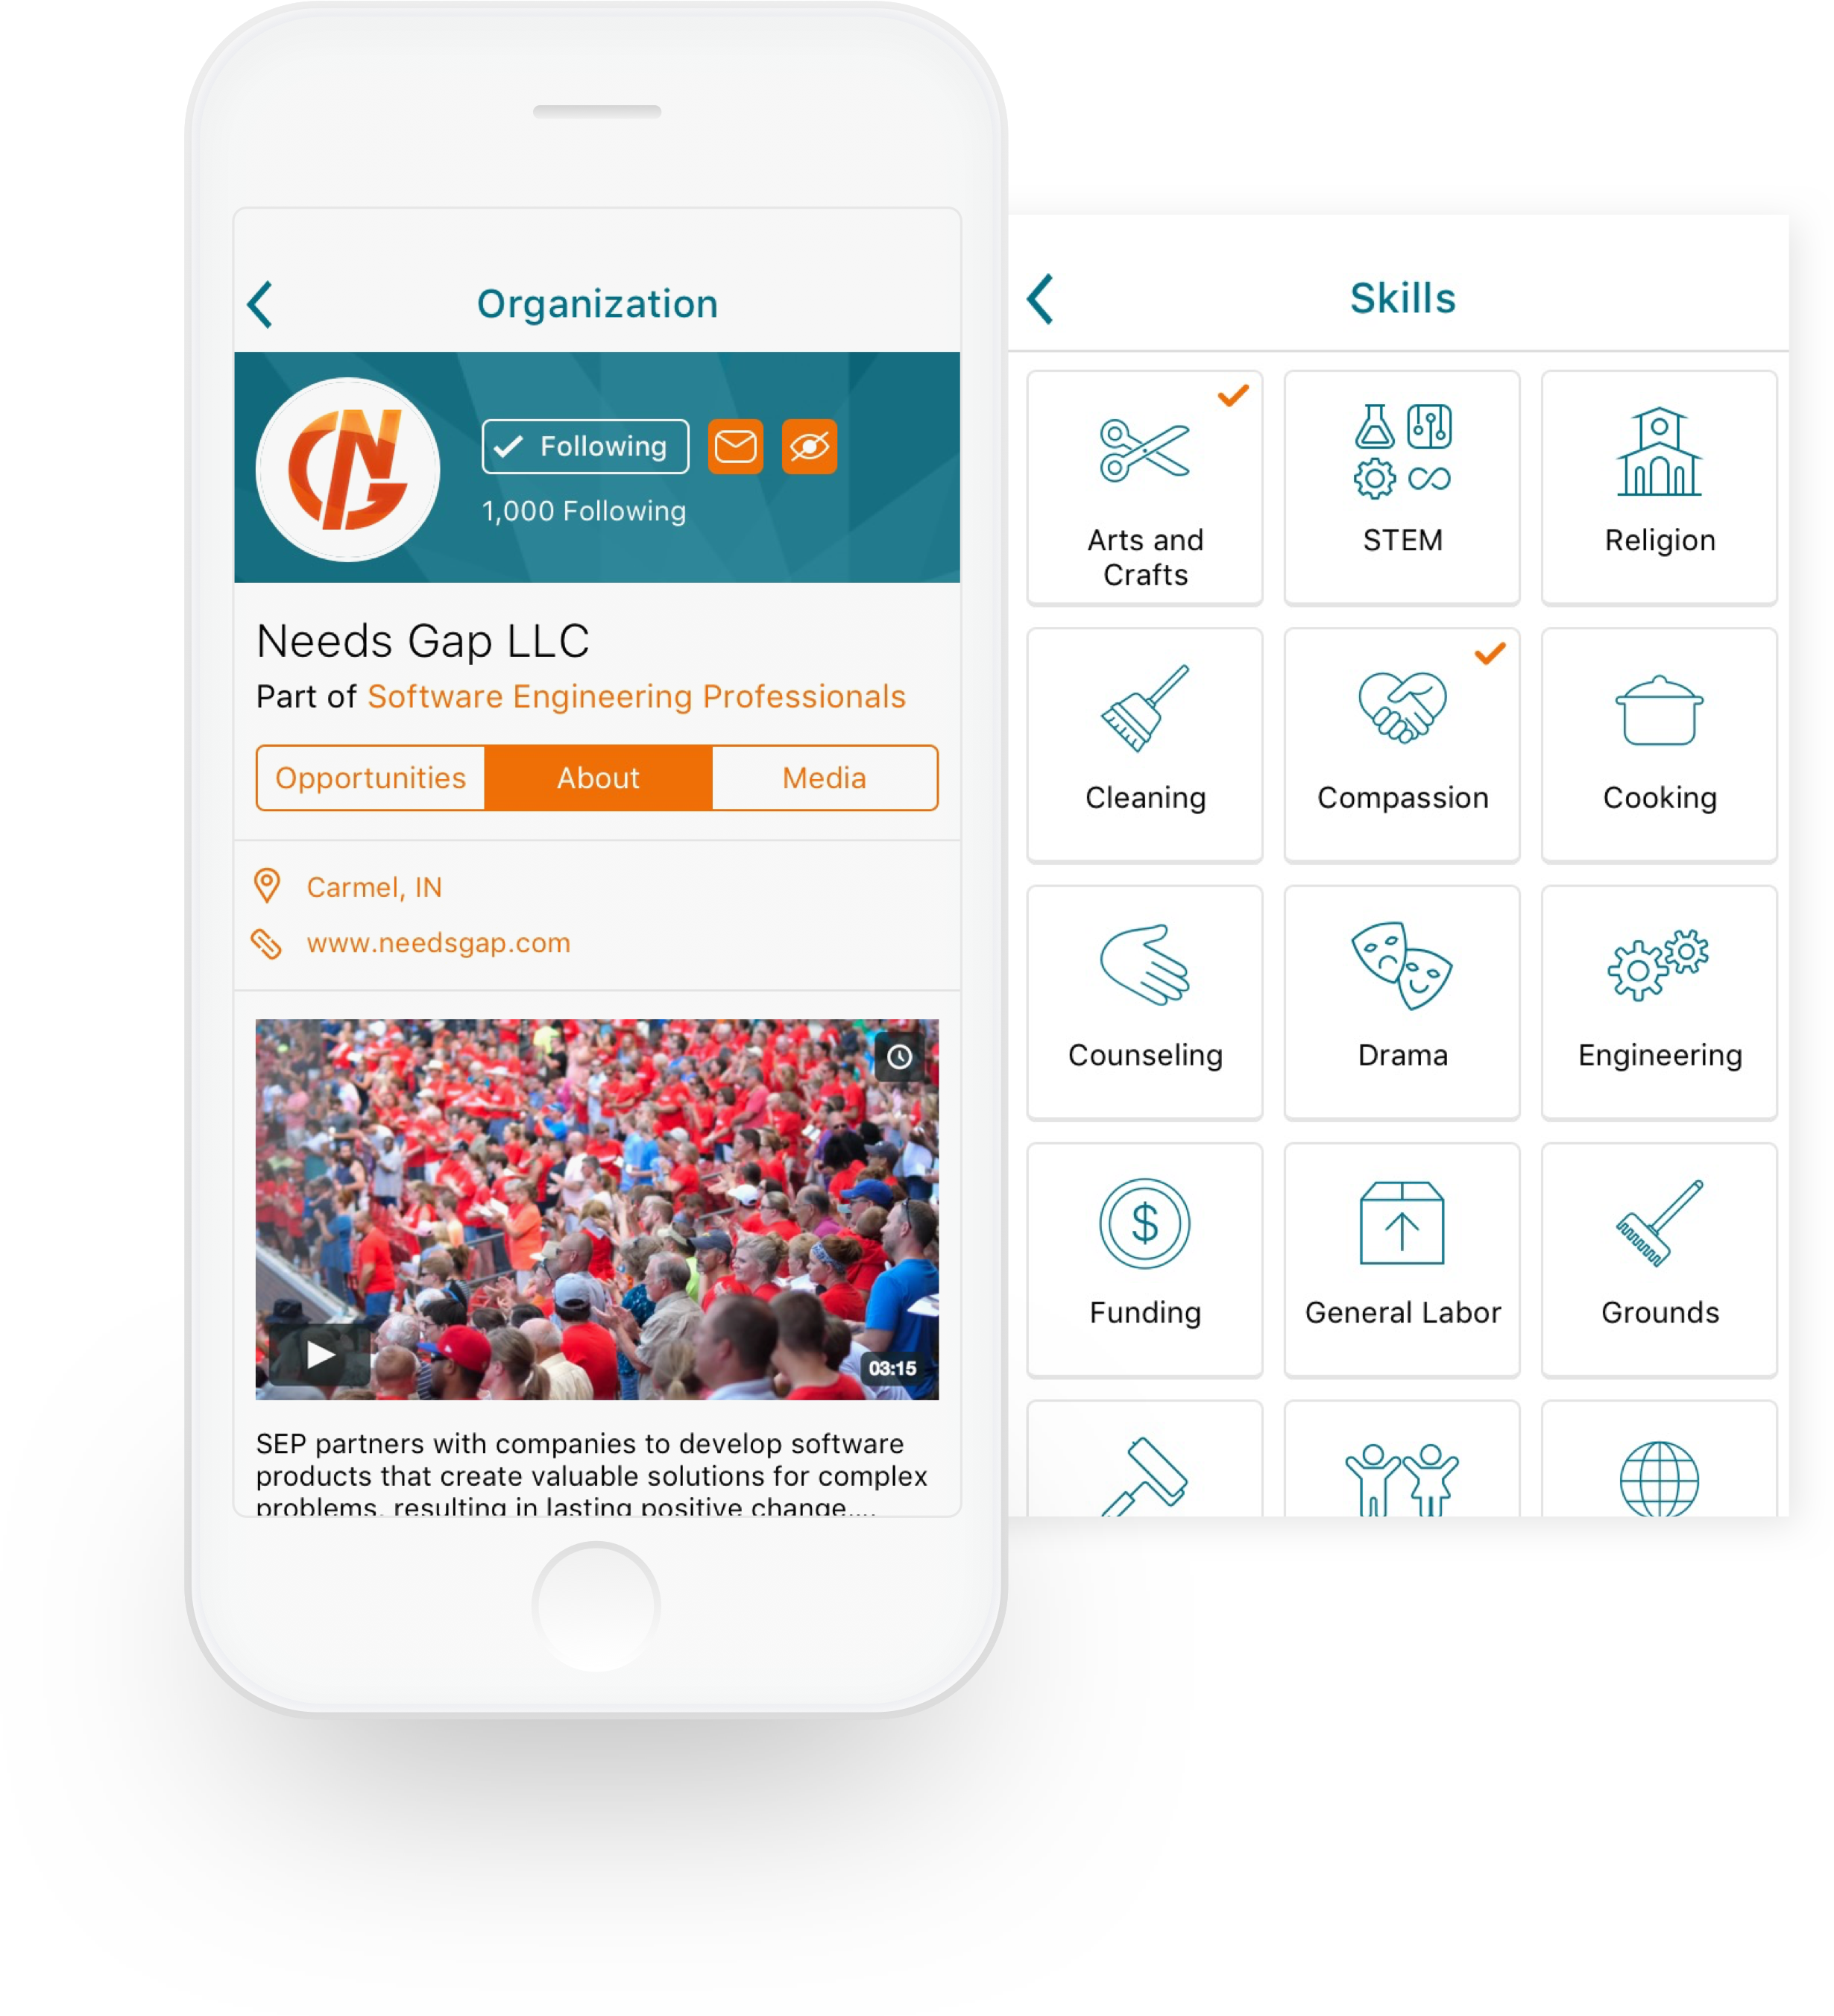 Organization
NG
Following
1,000 Following
Needs Gap LLC
Part of Software Engineering Professionals
Opportunities
About
Media
Carmel, IN
www.needsgap.com
03:15
SEP partners with companies to develop software
products that create valuable solutions for complex
problems, resulting in lasting positive change....
Skills
Arts and
Crafts
STEM
Religion
Cleaning
Compassion
Cooking
Counseling
Drama
Engineering
$
Funding
General Labor
Grounds